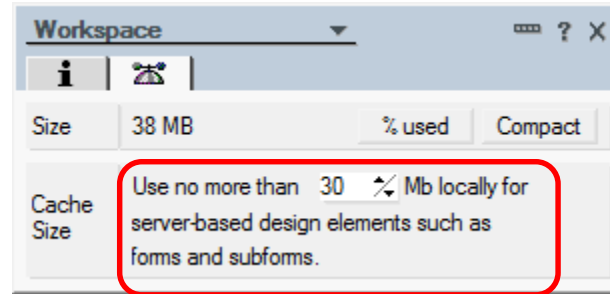 Workspace
? X
i
Size 38 MB % used Compact
Cache Size
Use no more than 30 Mb locally for
server-based design elements such as
forms and subforms.